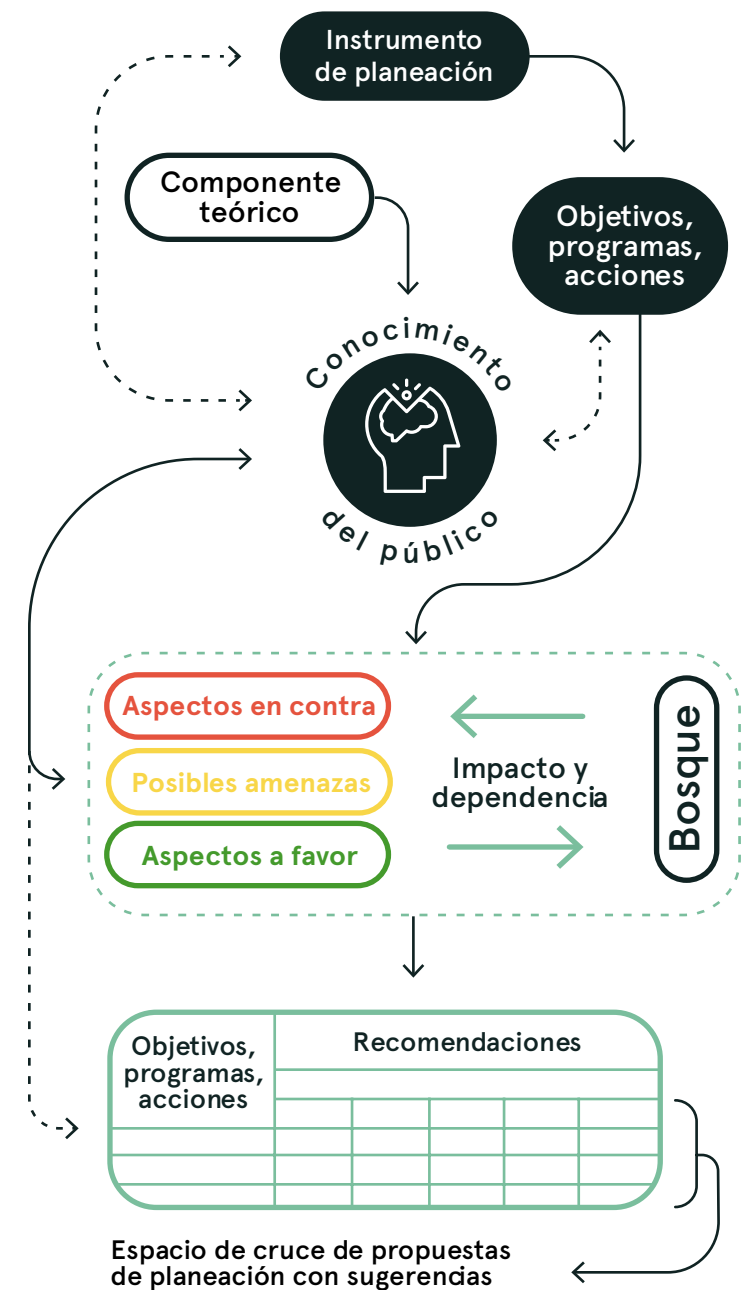 Instrumento
de planeación
Componente
teórico
Objetivos,
programas,
acciones
Conocimiento
del público
Aspectos en contra
Posibles amenazas
Aspectos a favor
Impacto y
dependencia
Bosque
Objetivos,
programas,
acciones
Recomendaciones
Espacio de cruce de propuestas
de planeación con sugerencias